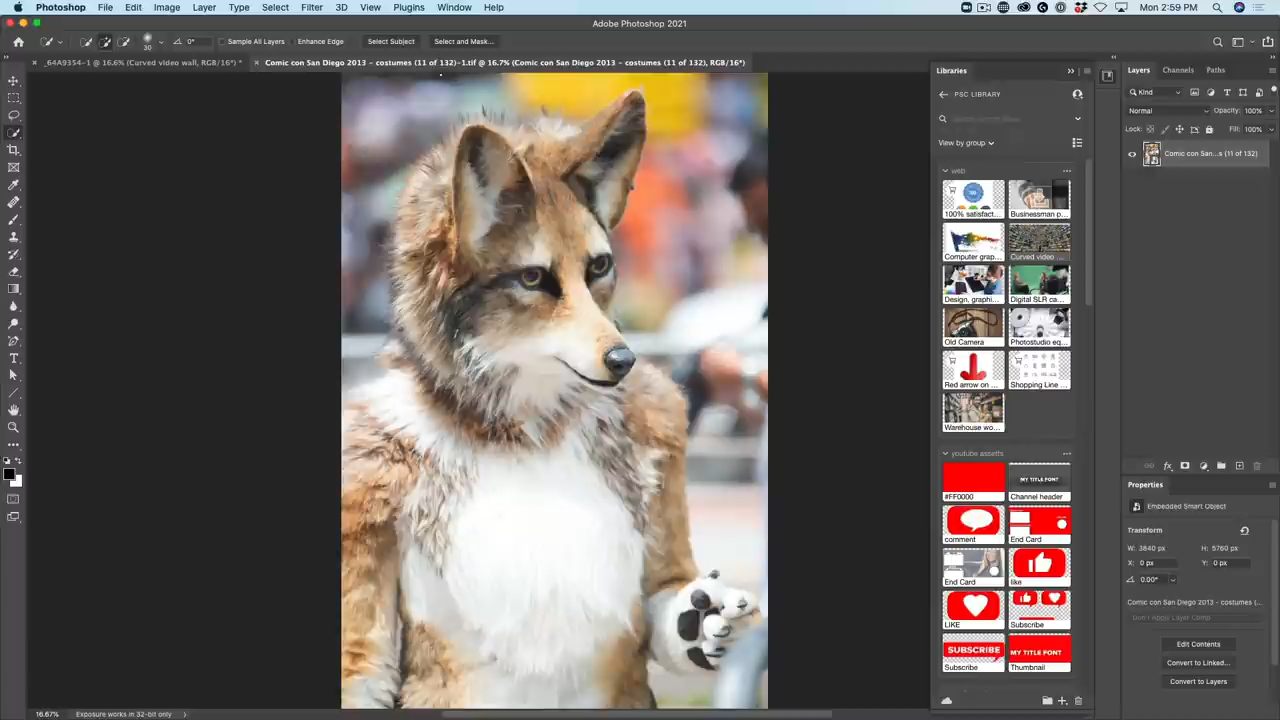 Photoshop File Edit Image Layer Type Select Filter 3D View Plugins Window Help Mon 2:59 PM
Adobe Photoshop 2021
30 0° Sample All Layers Enhance Edge Select Subject Select and Mask...
_64A9354-1 @ 16.6% (Curved video wall, RGB/16*) *
Comic con San Diego 2013 - costumes (11 of 132)-1.tif @ 16.7% (Comic con San Diego 2013 - costumes (11 of 132), RGB/16*)
Libraries
PSC LIBRARY
View by group
web
100% satisfact... Businessman p...
Computer grap... Curved video ...
Design, graphi... Digital SLR ca...
Old Camera Photostudio eq...
Red arrow on ... Shopping Line ...
Warehouse wo...
youtube assetts
MY TITLE FONT
#FF0000 Channel header
comment End Card
End Card like
LIKE Subscribe
SUBSCRIBE MY TITLE FONT
Subscribe Thumbnail
Layers Channels Paths
Kind
Normal Opacity: 100%
Lock: Fill: 100%
Comic con San...s (11 of 132)
Properties
Embedded Smart Object
Transform
W: 3840 px H: 5760 px
X: 0 px Y: 0 px
0.00°
Comic con San Diego 2013 - costumes (...
Don't Apply Layer Comp
Edit Contents
Convert to Linked...
Convert to Layers
16.67% Exposure works in 32-bit only